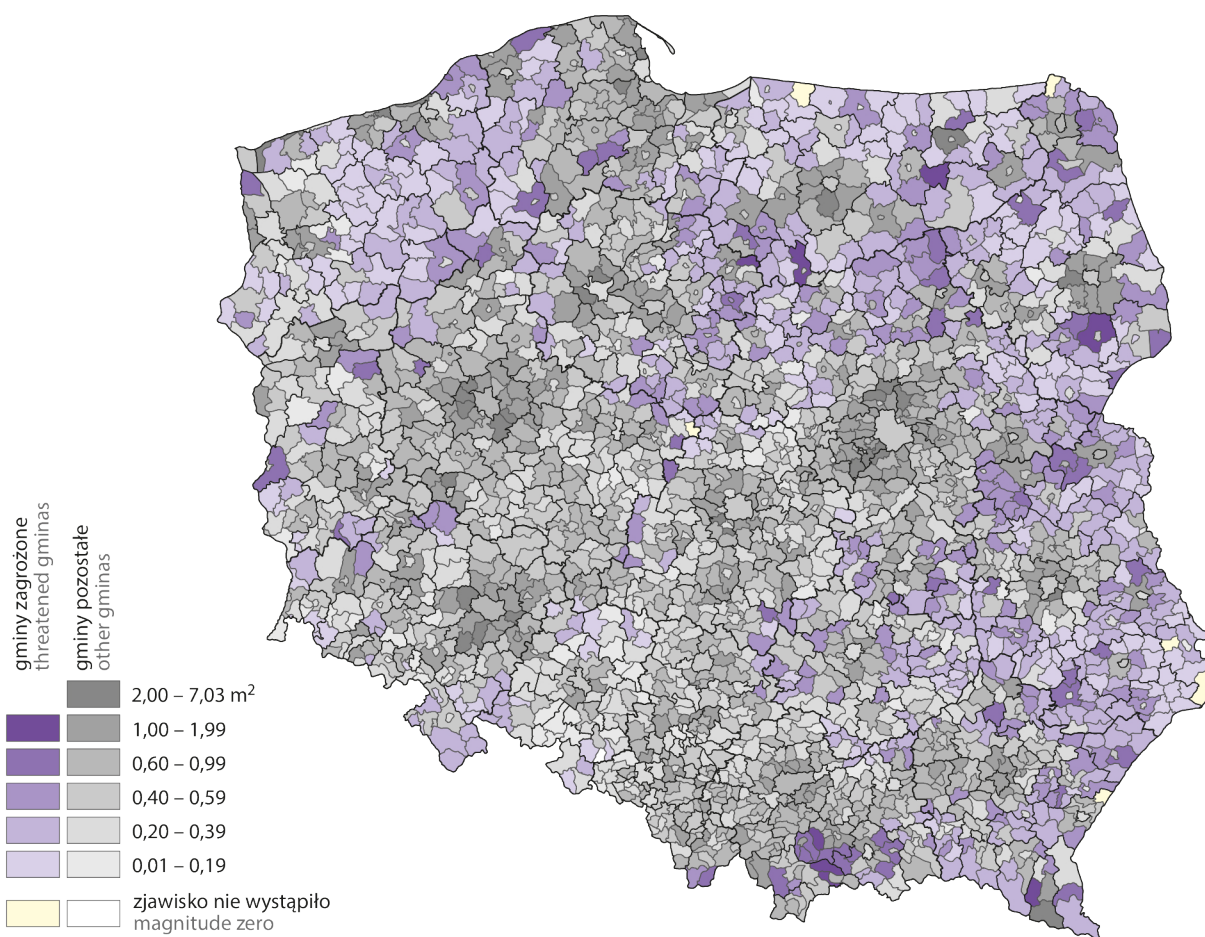 gminy zagrożone
threatened gminas
gminy pozostałe
other gminas
2,00 – 7,03 m²
1,00 – 1,99
0,60 – 0,99
0,40 – 0,59
0,20 – 0,39
0,01 – 0,19
zjawisko nie wystąpiło
magnitude zero